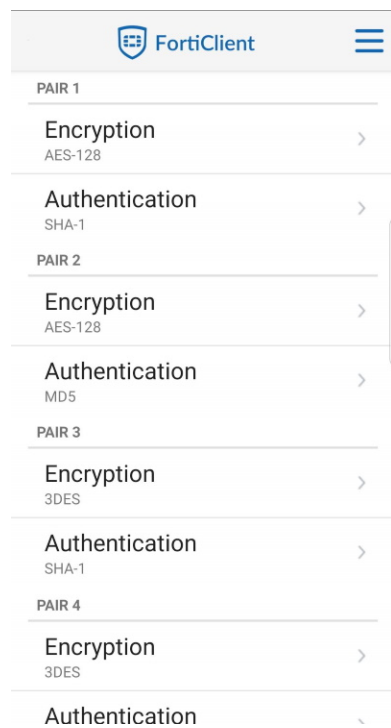 FortiClient
PAIR 1
Encryption
AES-128
Authentication
SHA-1
PAIR 2
Encryption
AES-128
Authentication
MD5
PAIR 3
Encryption
3DES
Authentication
SHA-1
PAIR 4
Encryption
3DES
Authentication